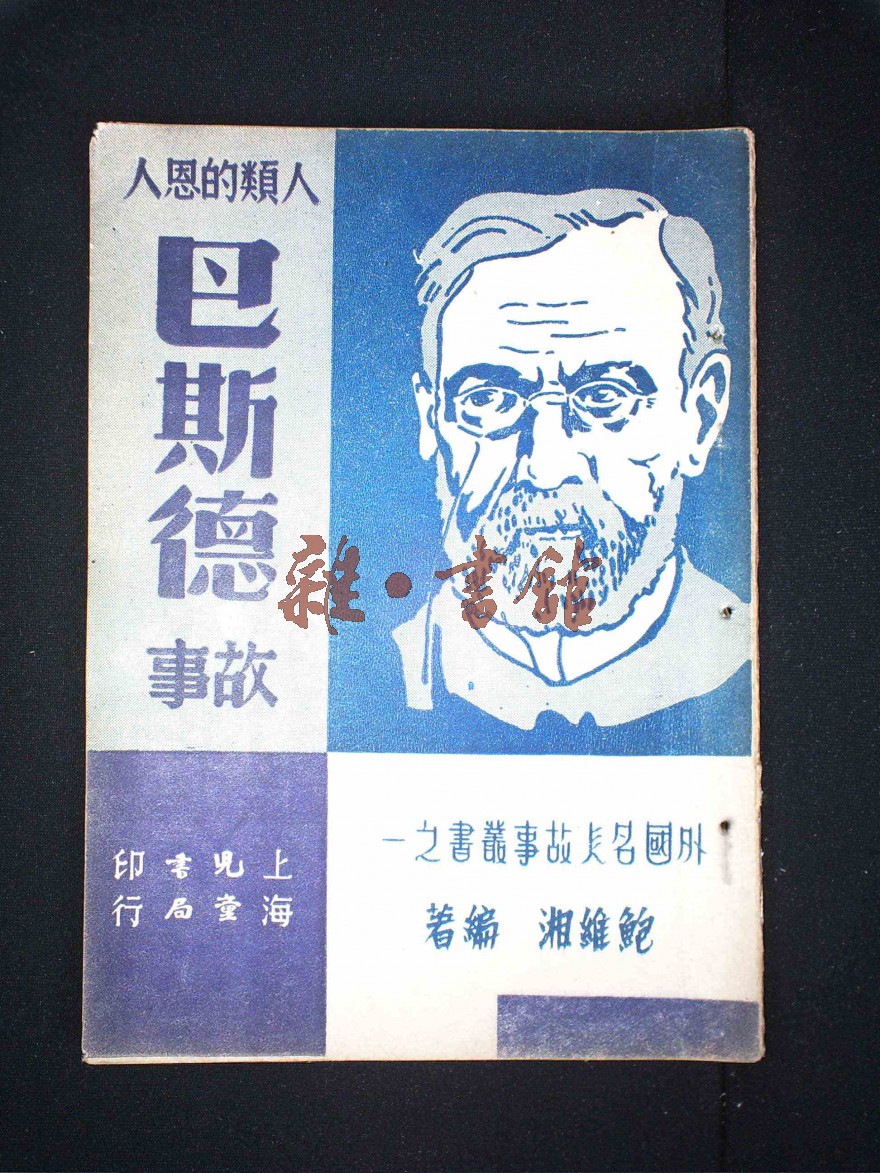 人類的恩人
巴斯德
故事
外國名人故事叢書之一
鮑維湘 編著
上海
兒童
書局
印行
雜·書館